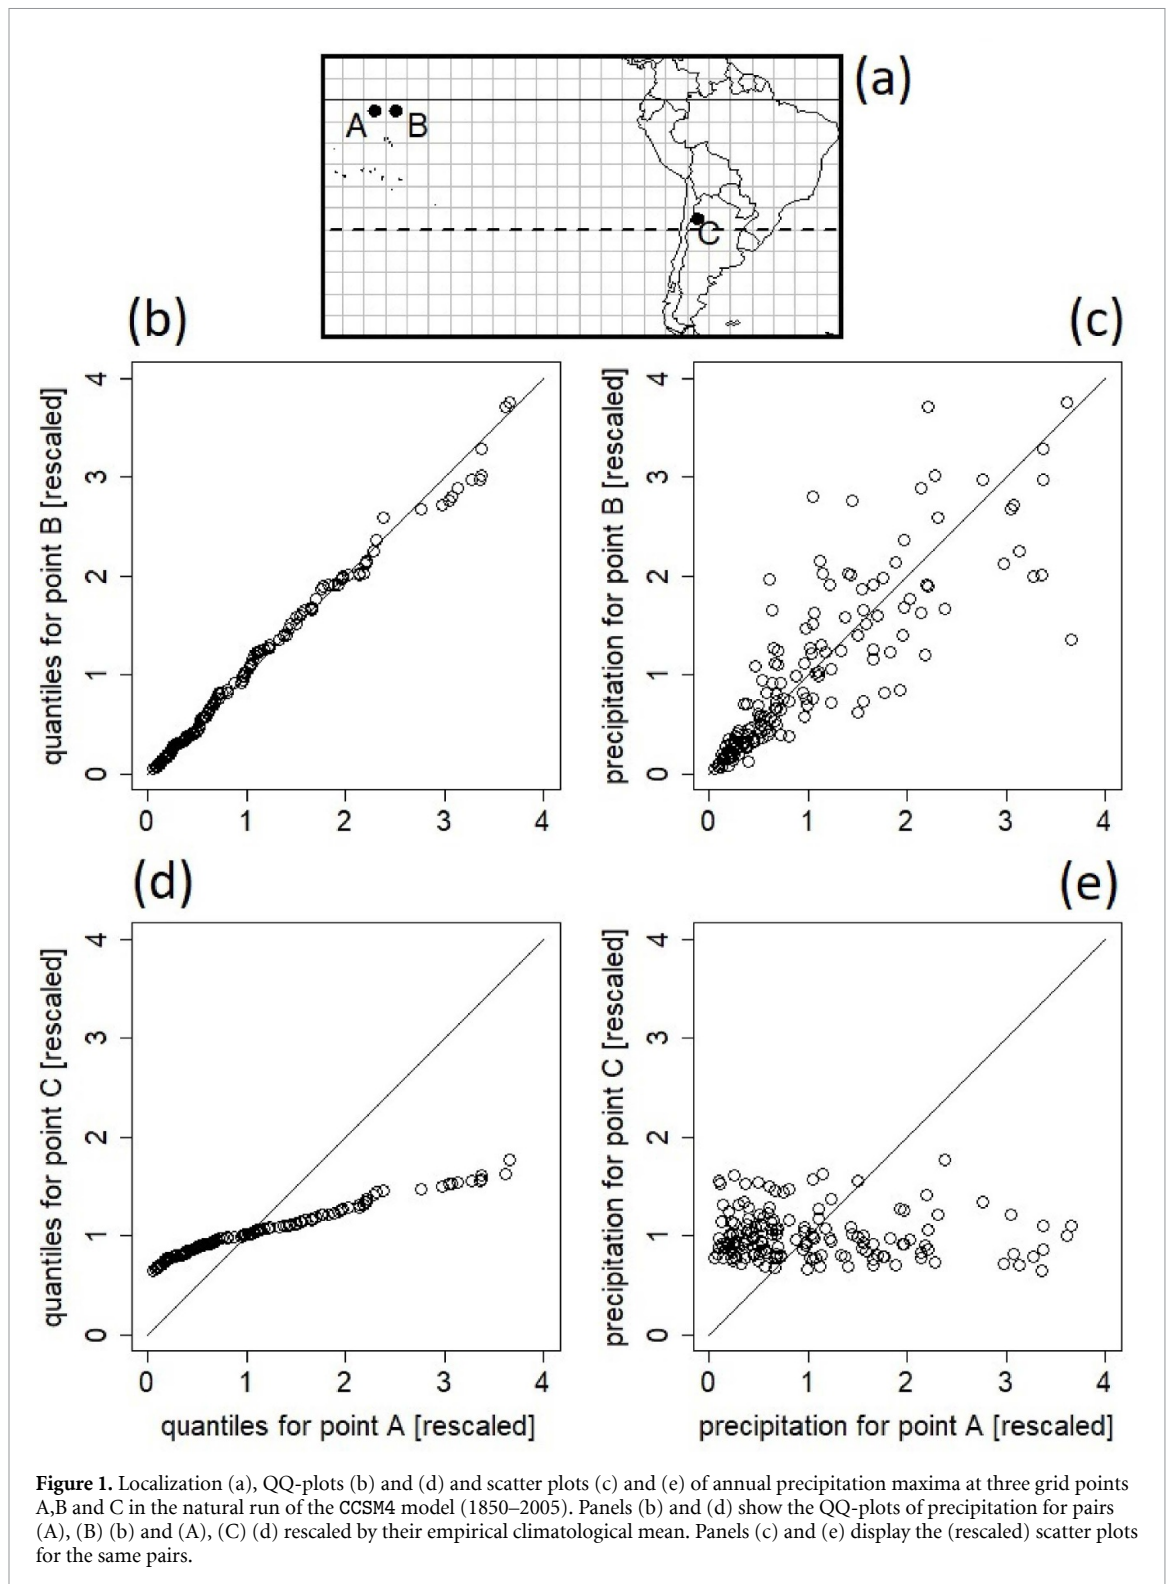 (a)
A B
C
(b)
(c)
quantiles for point B [rescaled]
4
3
2
1
0
0 1 2 3 4
precipitation for point B [rescaled]
4
3
2
1
0
0 1 2 3 4
(d)
(e)
quantiles for point C [rescaled]
4
3
2
1
0
0 1 2 3 4
quantiles for point A [rescaled]
precipitation for point C [rescaled]
4
3
2
1
0
0 1 2 3 4
precipitation for point A [rescaled]
Figure 1. Localization (a), QQ-plots (b) and (d) and scatter plots (c) and (e) of annual precipitation maxima at three grid points
A,B and C in the natural run of the CCSM4 model (1850–2005). Panels (b) and (d) show the QQ-plots of precipitation for pairs
(A), (B) (b) and (A), (C) (d) rescaled by their empirical climatological mean. Panels (c) and (e) display the (rescaled) scatter plots
for the same pairs.